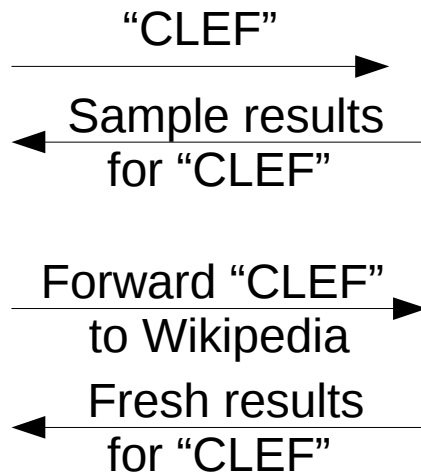 “CLEF”
Sample results
for “CLEF”
Forward “CLEF”
to Wikipedia
Fresh results
for “CLEF”